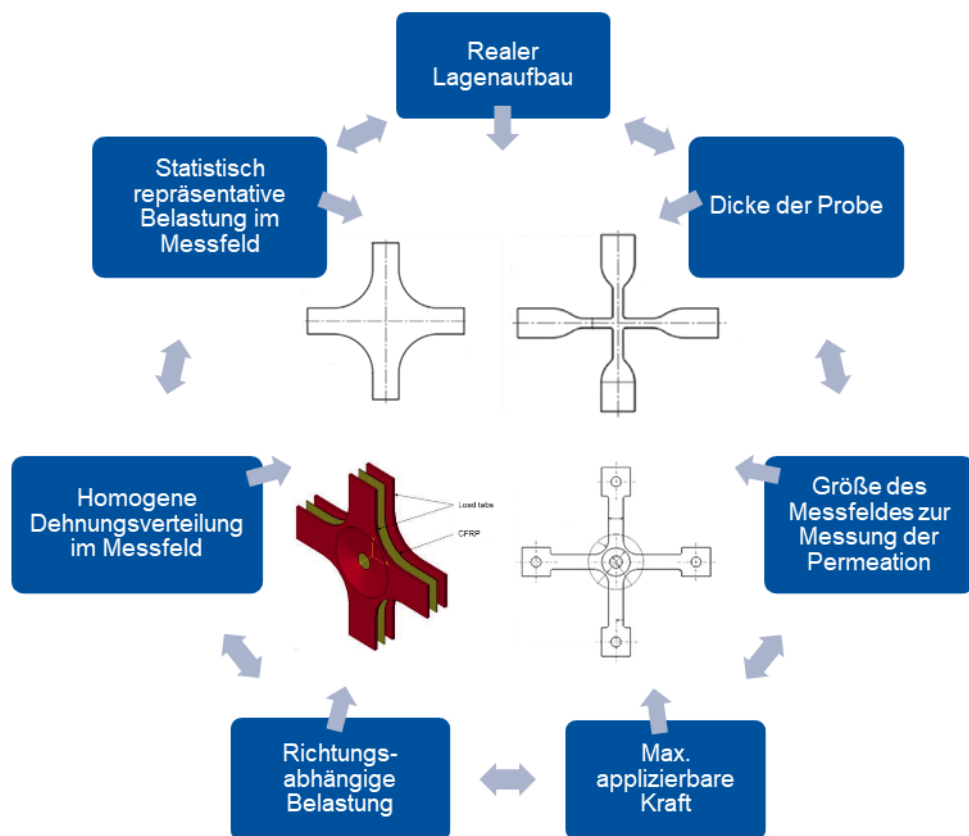 Realer
Lagenaufbau
Statistisch
repräsentative
Belastung im
Messfeld
Dicke der Probe
Homogene
Dehnungsverteilung
im Messfeld
Load tabs
CFRP
Größe des
Messfeldes zur
Messung der
Permeation
Richtungs-
abhängige
Belastung
Max.
applizierbare
Kraft